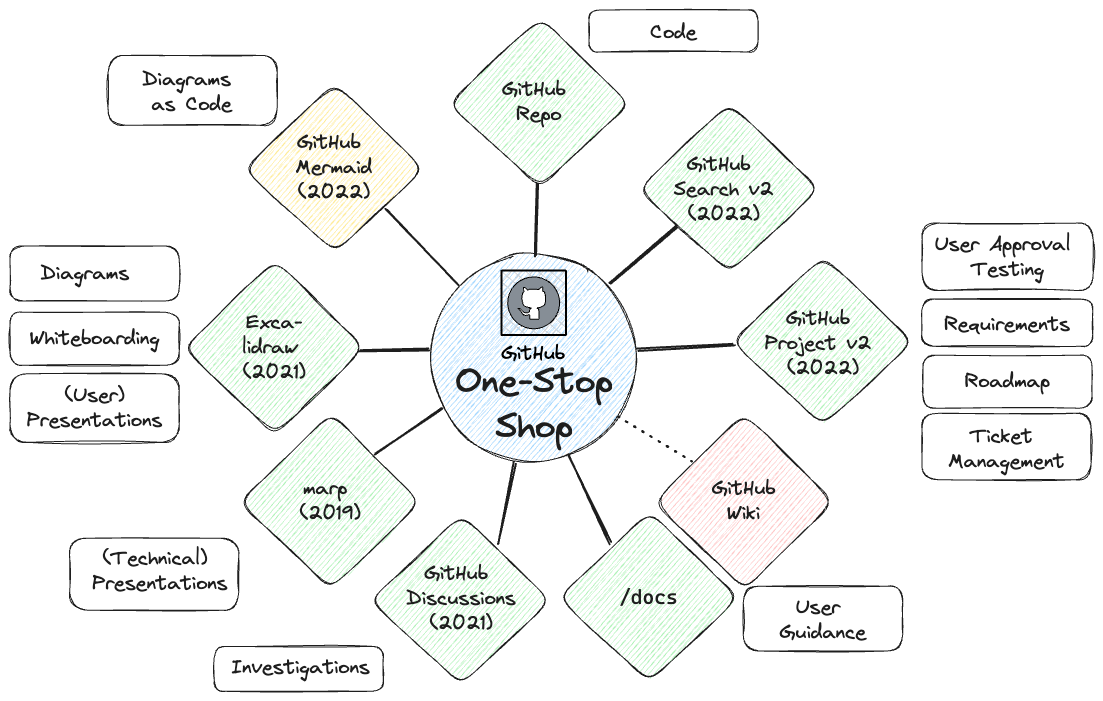 Code
GitHub
Repo
Diagrams
as Code
GitHub
Mermaid
(2022)
GitHub
Search v2
(2022)
User Approval
Testing
Requirements
Roadmap
Ticket
Management
GitHub
Project v2
(2022)
Diagrams
Whiteboarding
(User)
Presentations
Exca-
lidraw
(2021)
GitHub
One-Stop
Shop
marp
(2019)
(Technical)
Presentations
GitHub
Discussions
(2021)
Investigations
/docs
GitHub
Wiki
User
Guidance